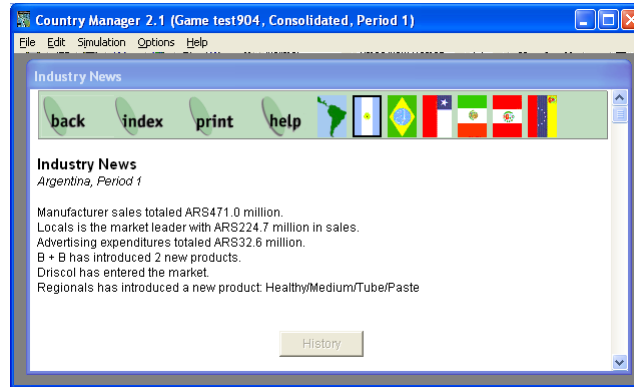 Country Manager 2.1 (Game test904, Consolidated, Period 1)
File Edit Simulation Options Help
Industry News
back index print help
Industry News
Argentina, Period 1
Manufacturer sales totaled ARS471.0 million.
Locals is the market leader with ARS224.7 million in sales.
Advertising expenditures totaled ARS32.6 million.
B + B has introduced 2 new products.
Driscol has entered the market.
Regionals has introduced a new product: Healthy/Medium/Tube/Paste
History